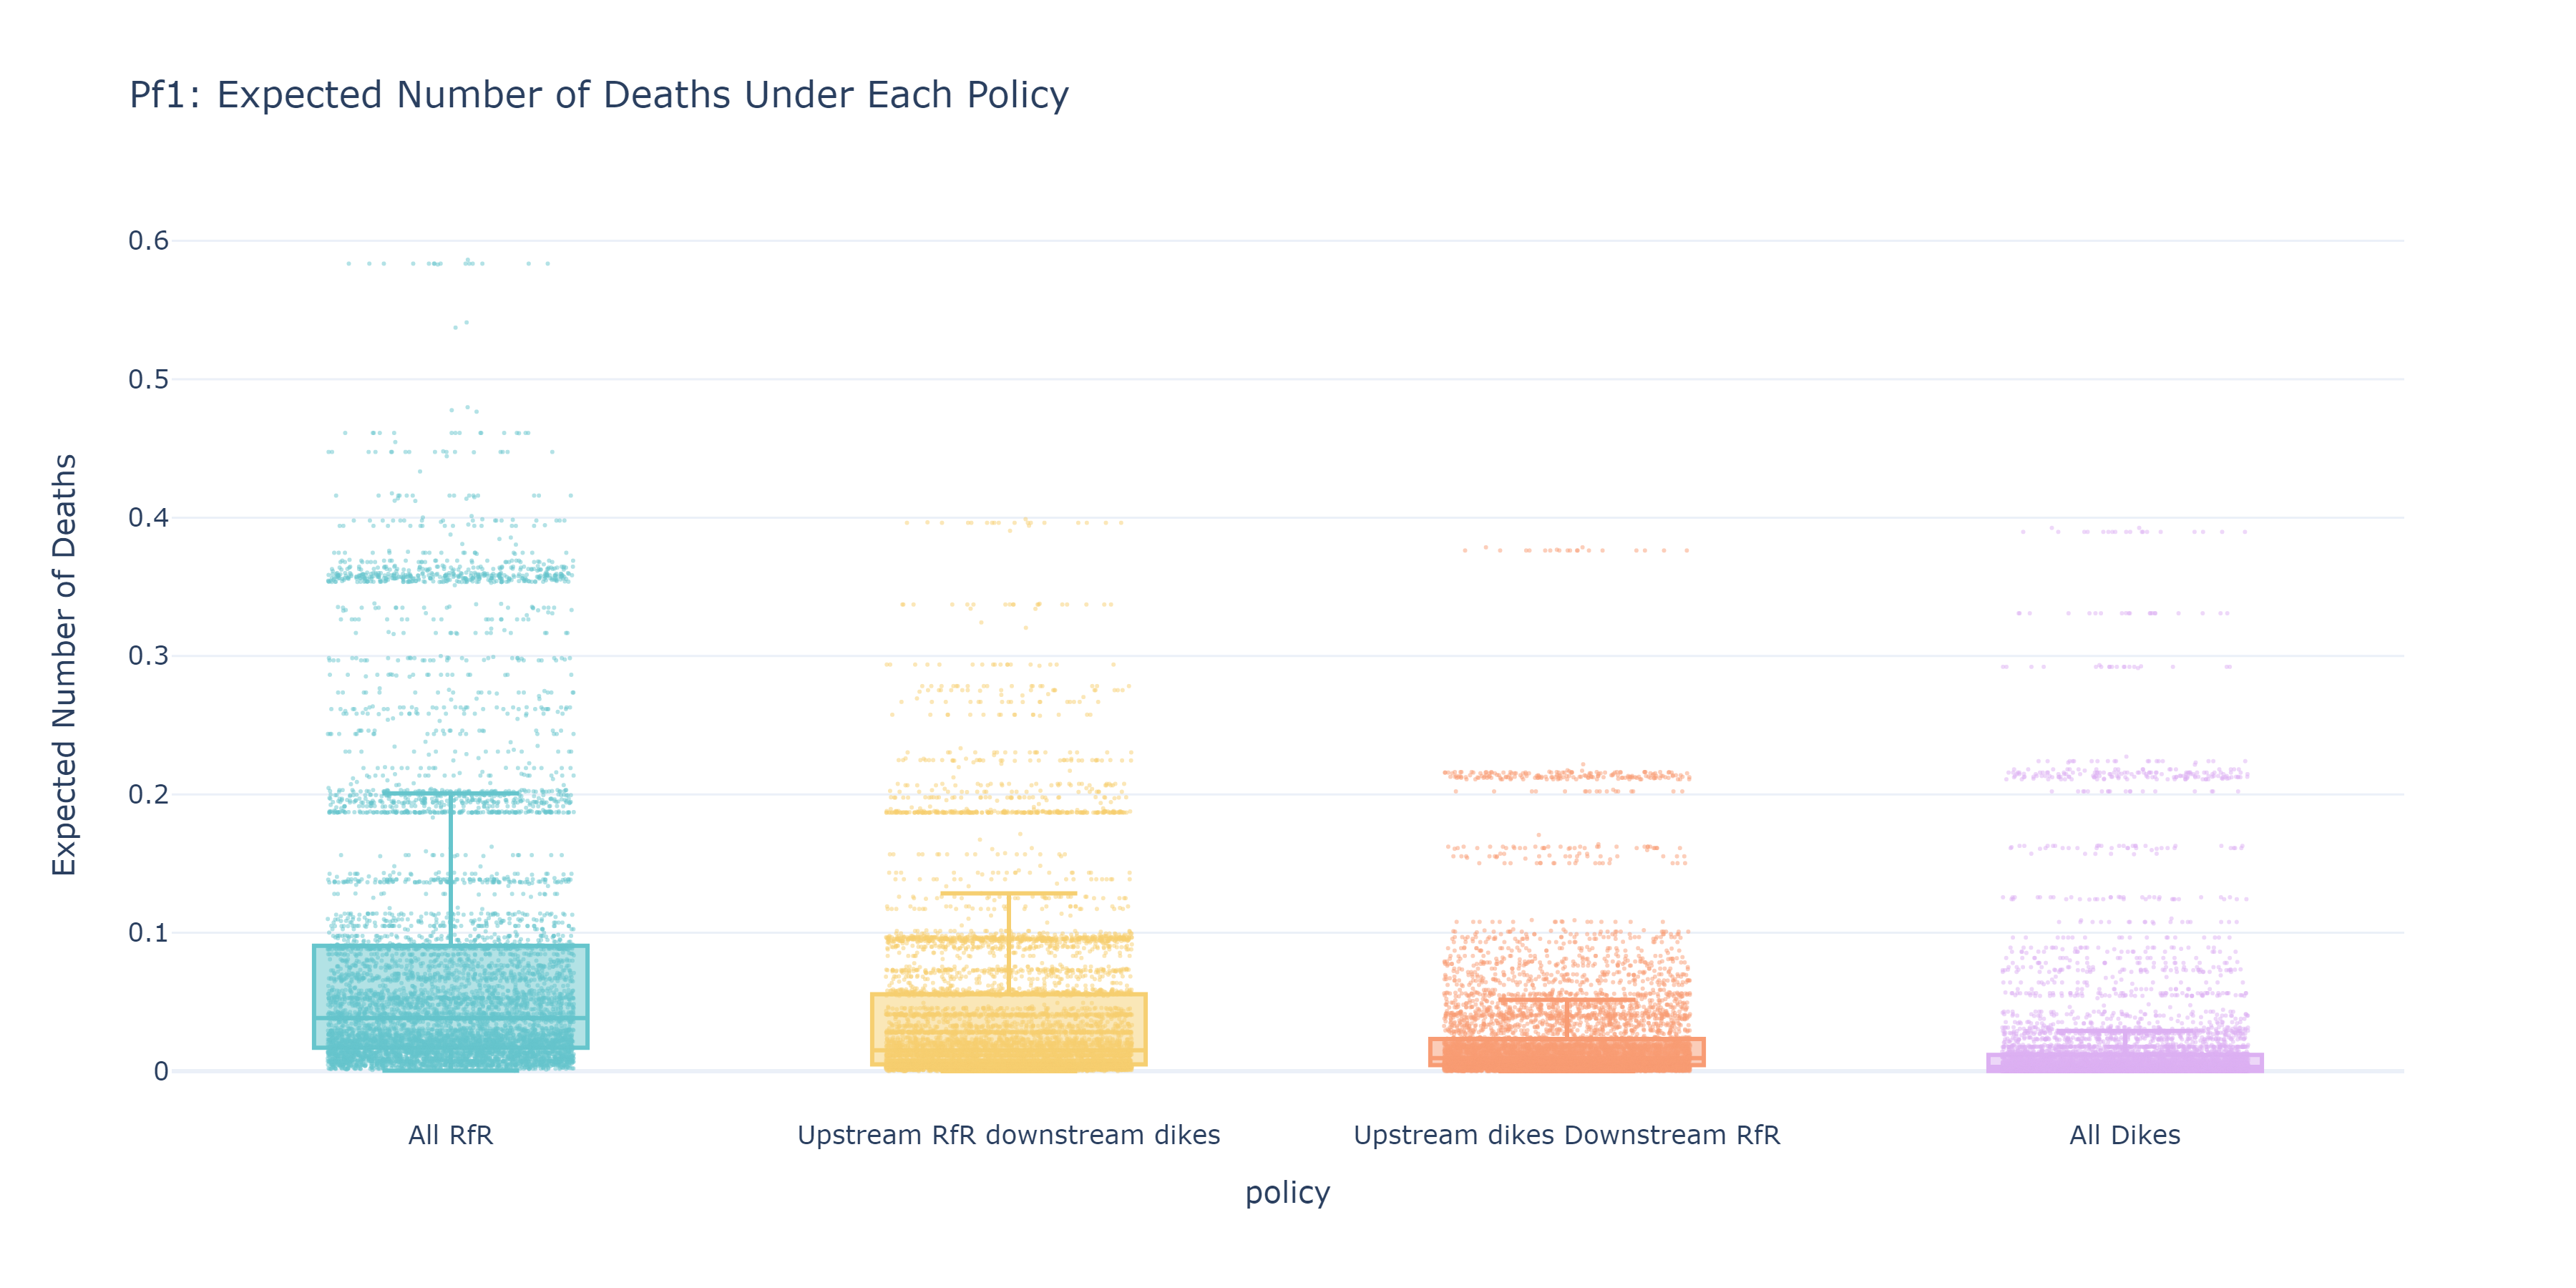 Pf1: Expected Number of Deaths Under Each Policy
Expected Number of Deaths
0.6
0.5
0.4
0.3
0.2
0.1
0
All RfR
Upstream RfR downstream dikes
Upstream dikes Downstream RfR
All Dikes
policy